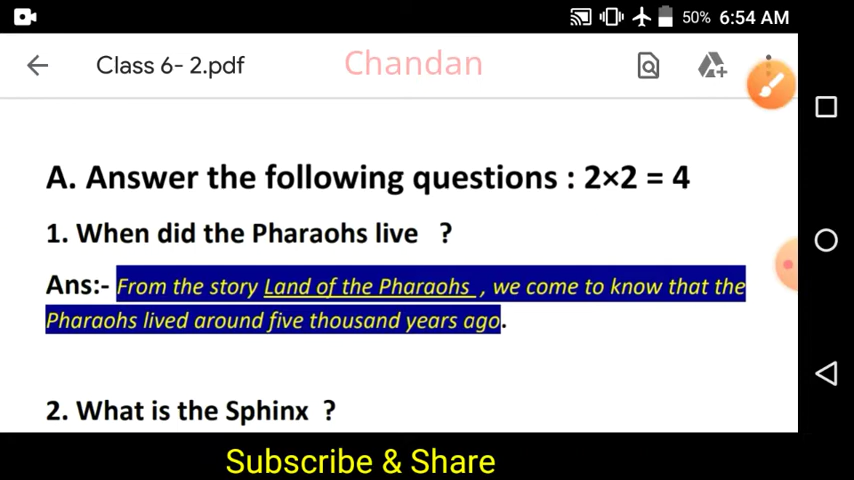 50% 6:54 AM
Class 6- 2.pdf Chandan
A. Answer the following questions : 2×2 = 4
1. When did the Pharaohs live ?
Ans:- From the story Land of the Pharaohs , we come to know that the
Pharaohs lived around five thousand years ago.
2. What is the Sphinx ?
Subscribe & Share